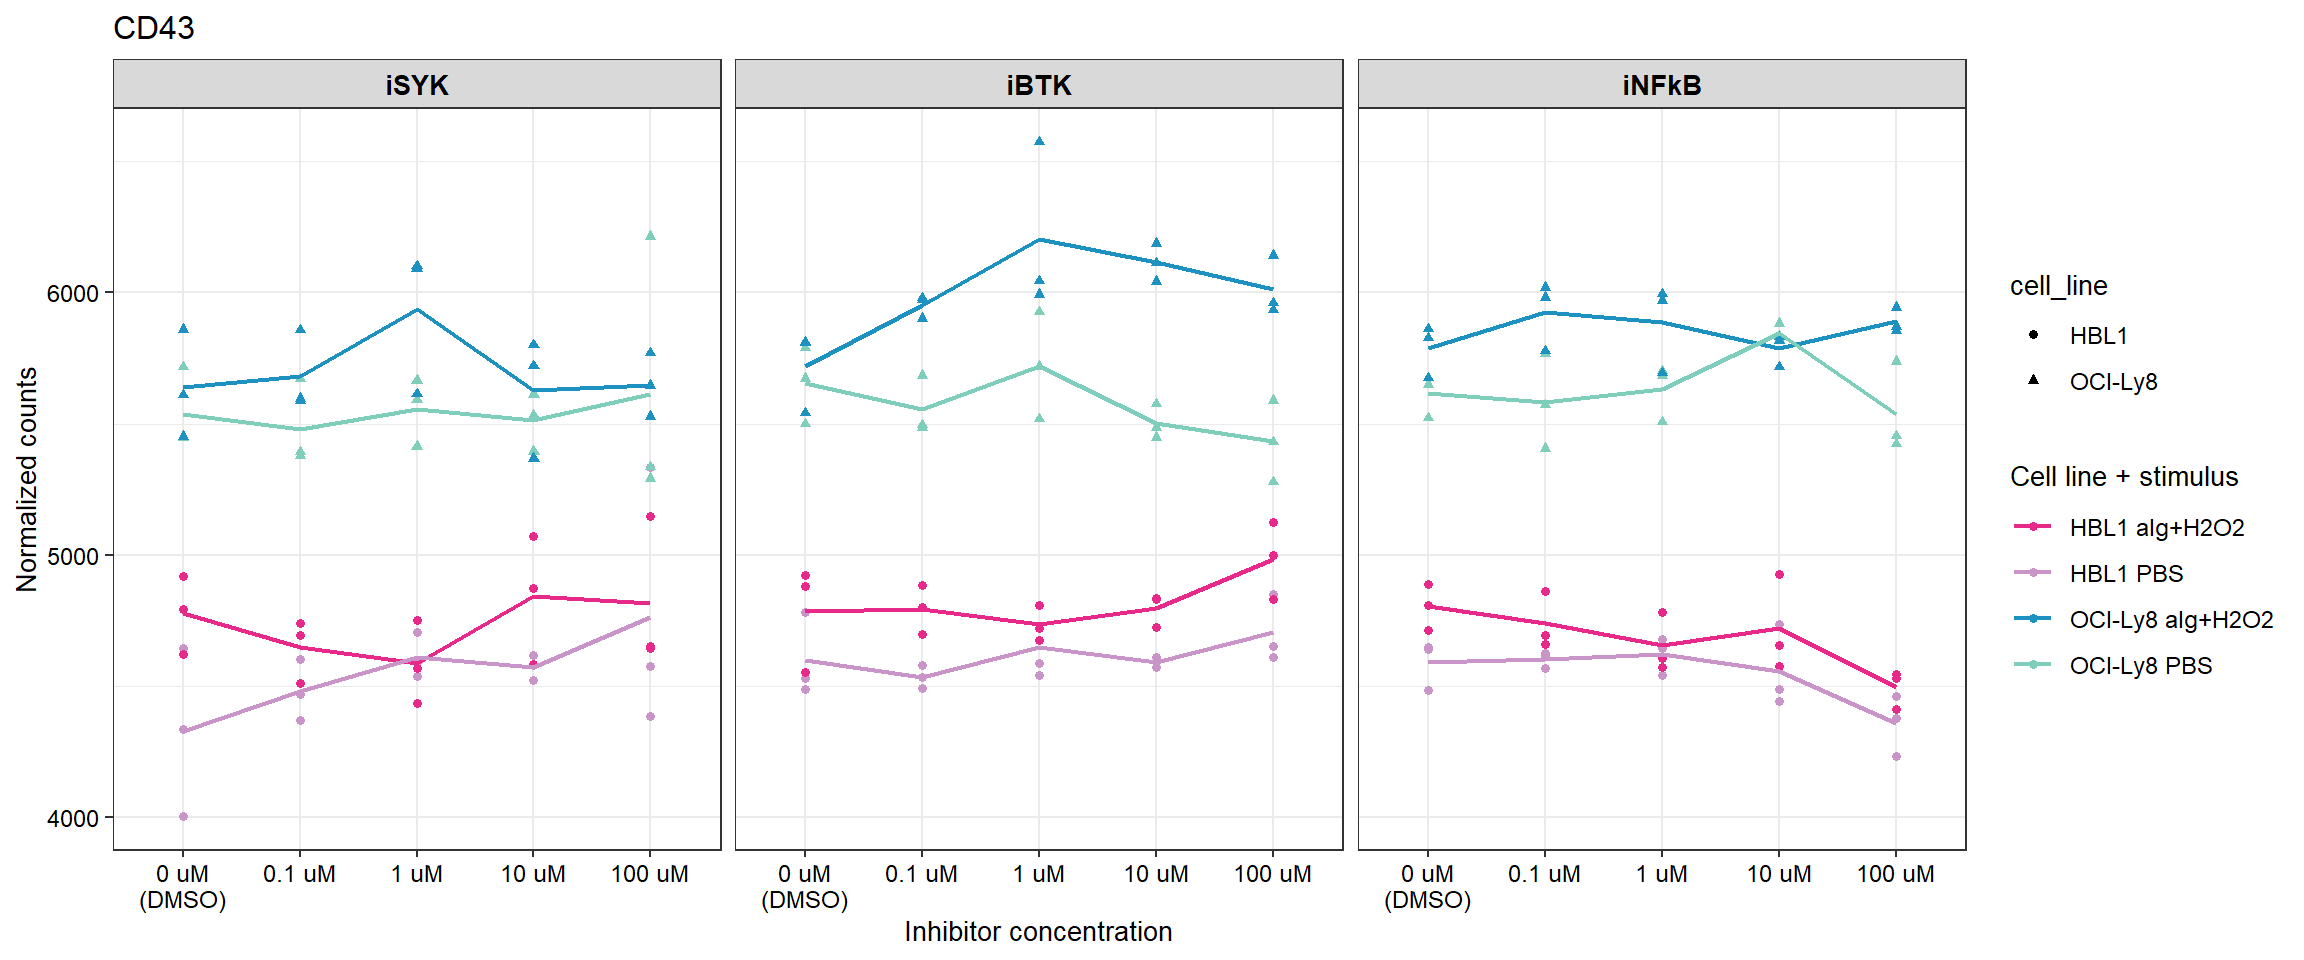 CD43
iSYK
iBTK
iNFkB
Normalized counts
6000
5000
4000
0 uM
(DMSO)
0.1 uM
1 uM
10 uM
100 uM
0 uM
(DMSO)
0.1 uM
1 uM
10 uM
100 uM
0 uM
(DMSO)
0.1 uM
1 uM
10 uM
100 uM
Inhibitor concentration
cell_line
HBL1
OCI-Ly8
Cell line + stimulus
HBL1 aIg+H2O2
HBL1 PBS
OCI-Ly8 aIg+H2O2
OCI-Ly8 PBS